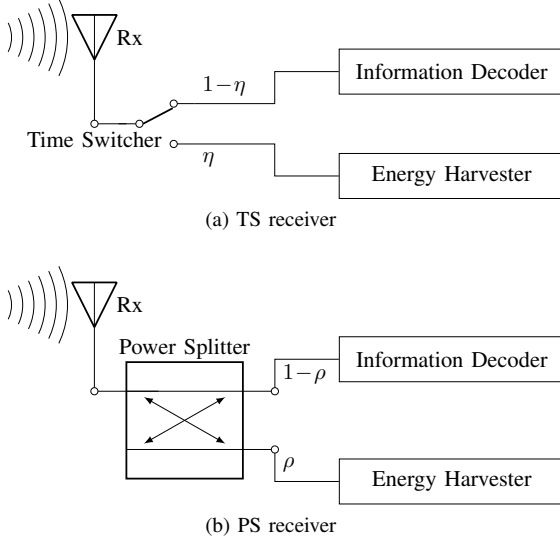 Rx
1−η
Information Decoder
Time Switcher
η
Energy Harvester
(a) TS receiver
Rx
Power Splitter
Information Decoder
1−ρ
ρ
Energy Harvester
(b) PS receiver